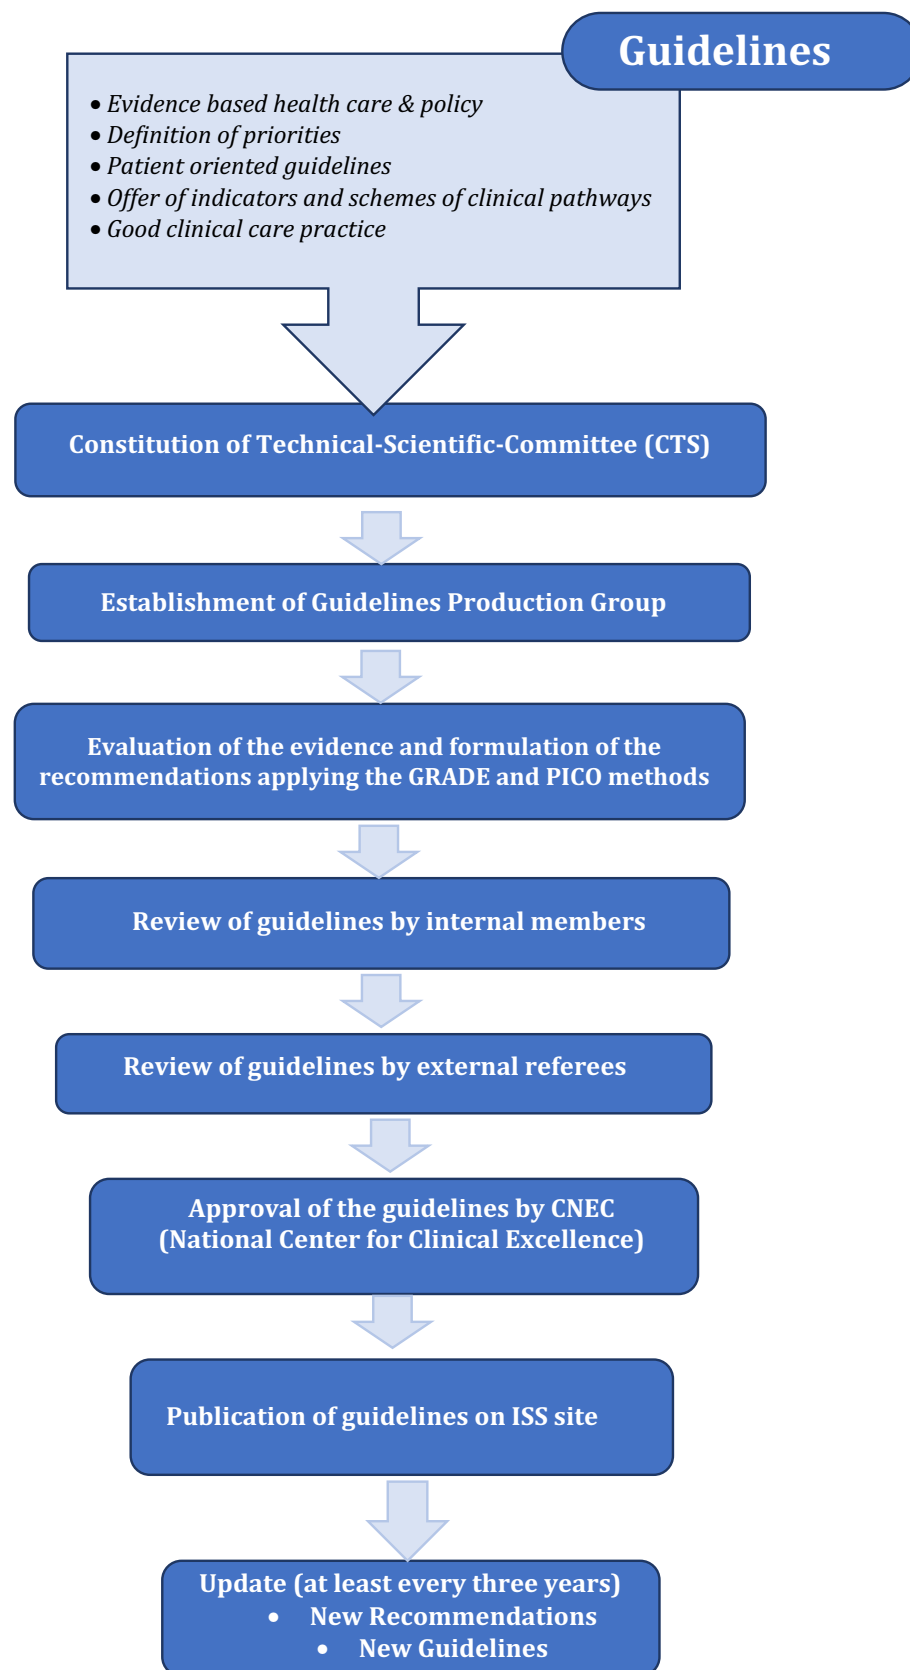 Guidelines
• Evidence based health care & policy
• Definition of priorities
• Patient oriented guidelines
• Offer of indicators and schemes of clinical pathways
• Good clinical care practice
Constitution of Technical-Scientific-Committee (CTS)
Establishment of Guidelines Production Group
Evaluation of the evidence and formulation of the
recommendations applying the GRADE and PICO methods
Review of guidelines by internal members
Review of guidelines by external referees
Approval of the guidelines by CNEC
(National Center for Clinical Excellence)
Publication of guidelines on ISS site
Update (at least every three years)
• New Recommendations
• New Guidelines